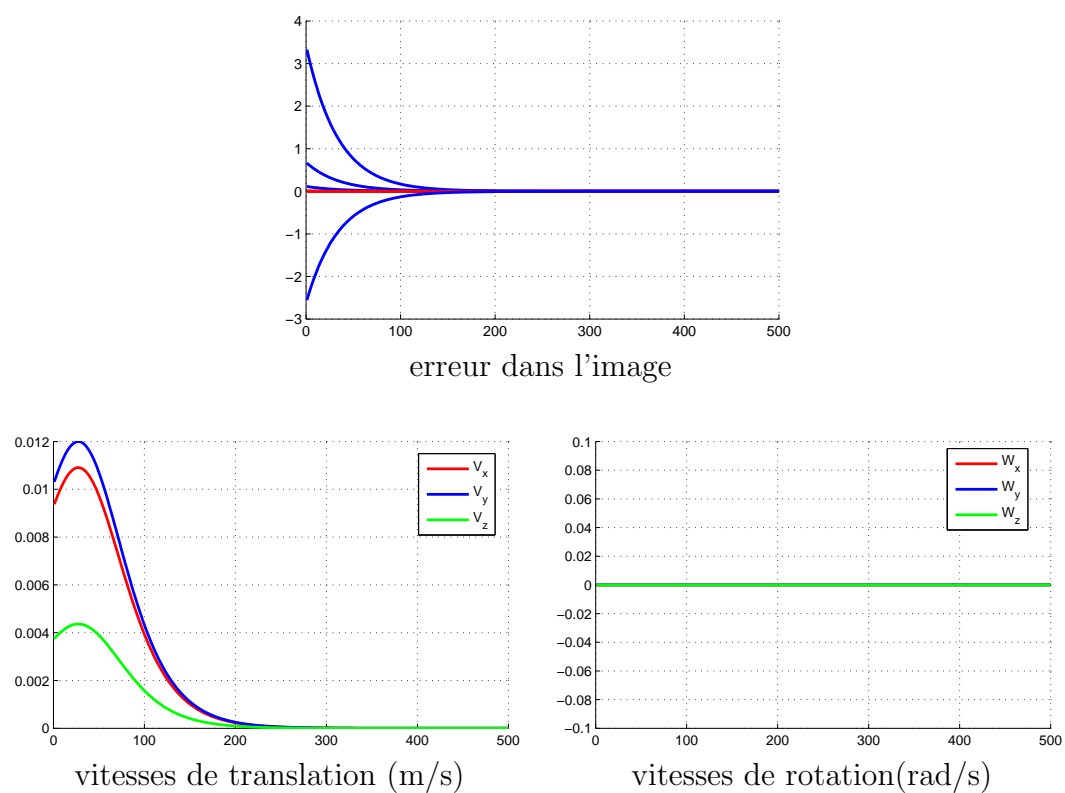 4
3
2
1
0
−1
−2
−3
0 100 200 300 400 500
erreur dans l'image
0.012
0.01
0.008
0.006
0.004
0.002
0
0 100 200 300 400 500
V_x
V_y
V_z
vitesses de translation (m/s)
0.1
0.08
0.06
0.04
0.02
0
−0.02
−0.04
−0.06
−0.08
−0.1
0 100 200 300 400 500
W_x
W_y
W_z
vitesses de rotation(rad/s)